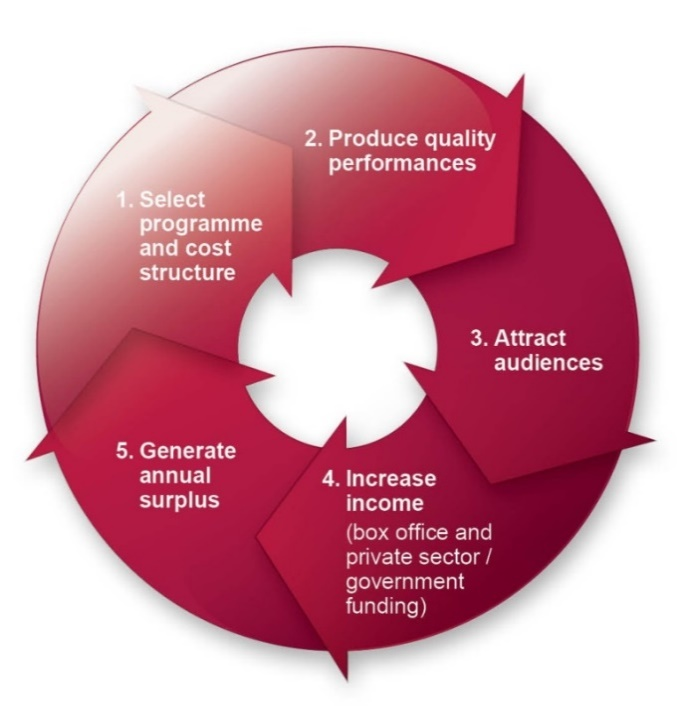 1. Select
programme
and cost
structure
2. Produce quality
performances
3. Attract
audiences
4. Increase
income
(box office and
private sector /
government
funding)
5. Generate
annual
surplus